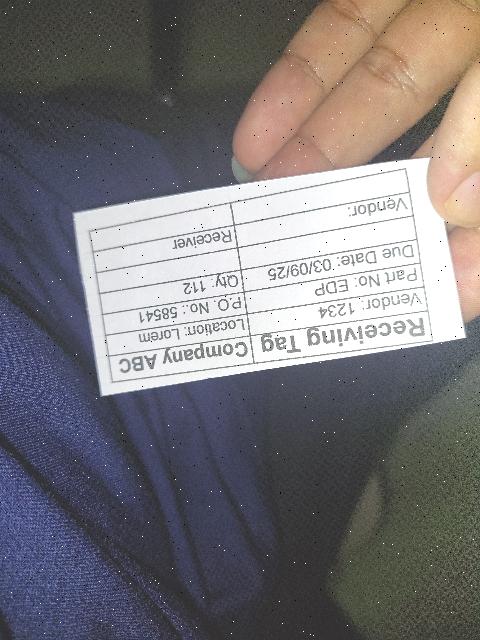 Receiving Tag Company ABC
Vendor: 1234 Location: Lorem
Part No: EDP P.O. No.: 58541
Due Date: 03/09/25 Qty. 112
Vendor: Receiver